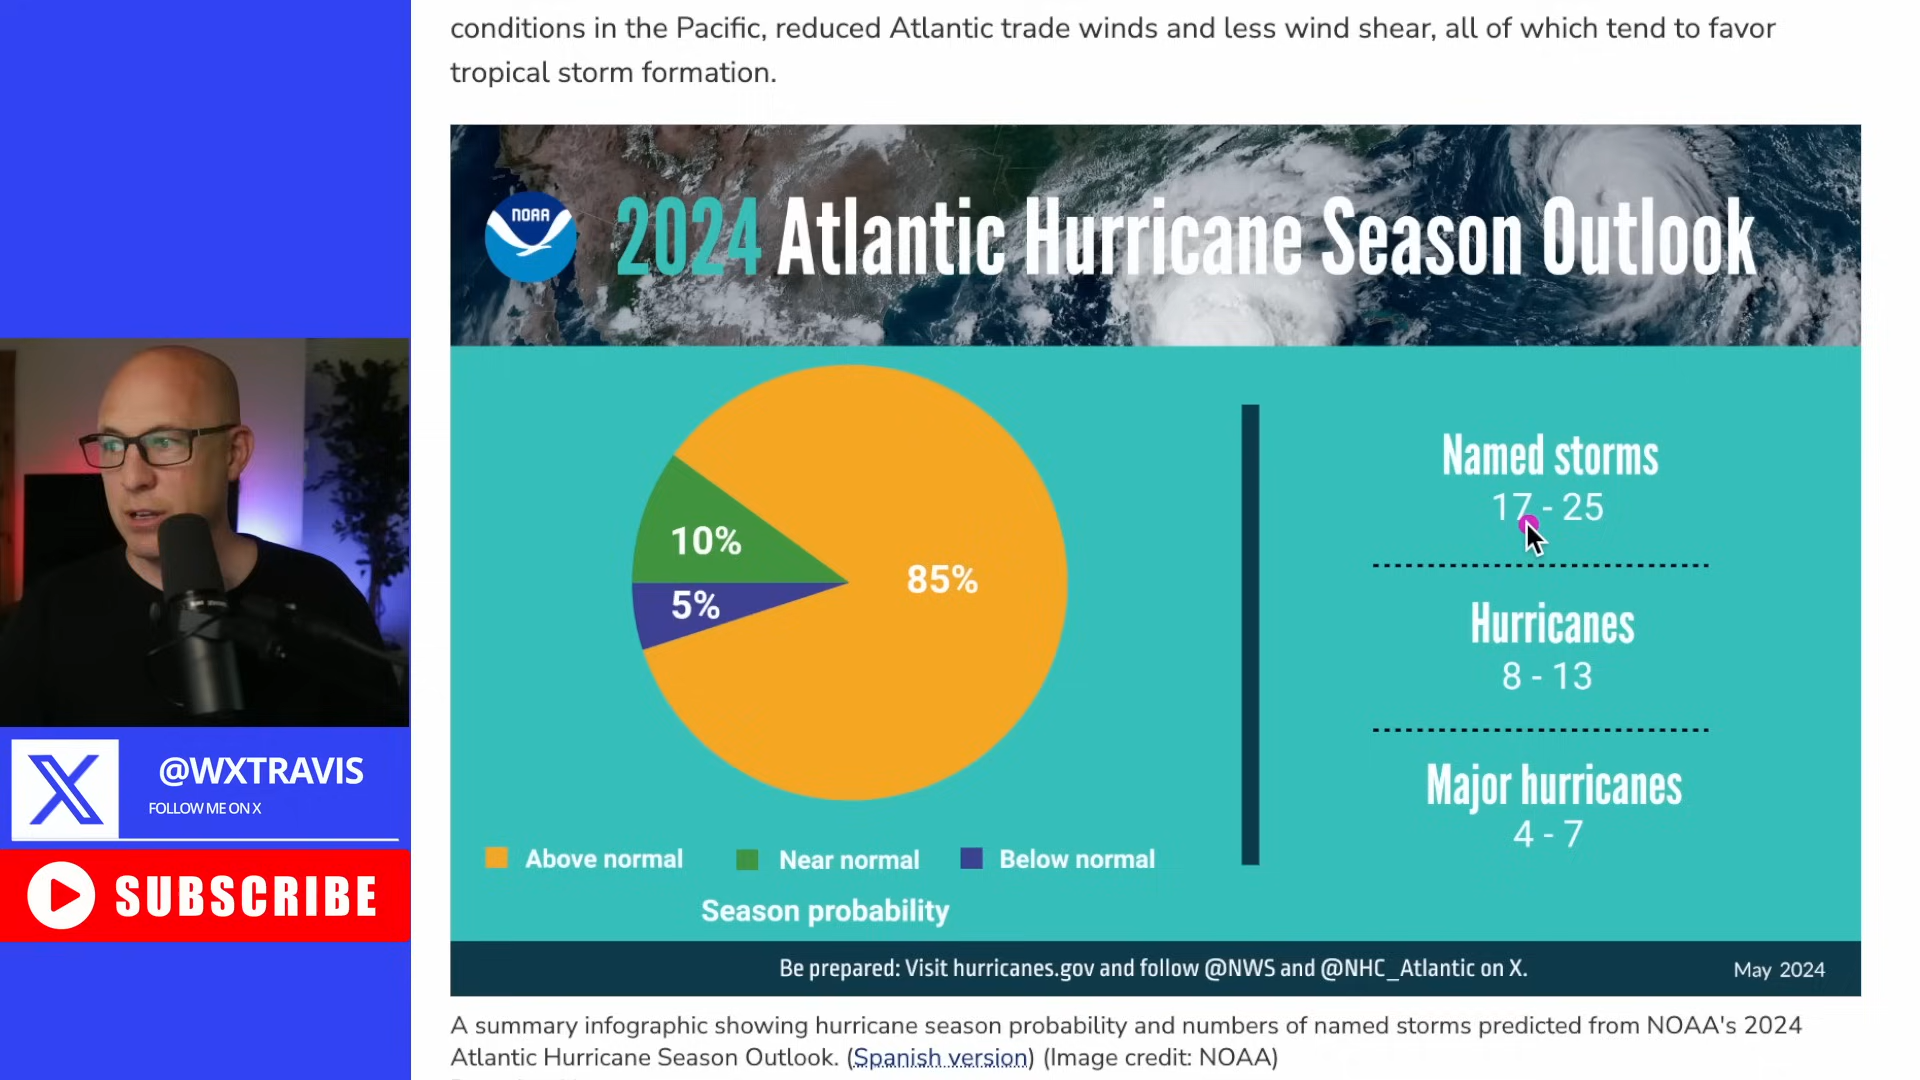 conditions in the Pacific, reduced Atlantic trade winds and less wind shear, all of which tend to favor
tropical storm formation.
NOAA
2024 Atlantic Hurricane Season Outlook
10%
5%
85%
Above normal
Near normal
Below normal
Season probability
Named storms
17 - 25
Hurricanes
8 - 13
Major hurricanes
4 - 7
Be prepared: Visit hurricanes.gov and follow @NWS and @NHC_Atlantic on X.
May 2024
A summary infographic showing hurricane season probability and numbers of named storms predicted from NOAA's 2024
Atlantic Hurricane Season Outlook. (Spanish version) (Image credit: NOAA)
X
@WXTRAVIS
FOLLOW ME ON X
SUBSCRIBE